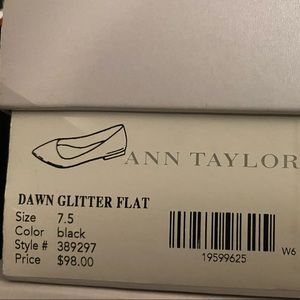 ANN TAYLOR
DAWN GLITTER FLAT
Size 7.5
Color black
Style # 389297
Price $98.00
19599625
W6